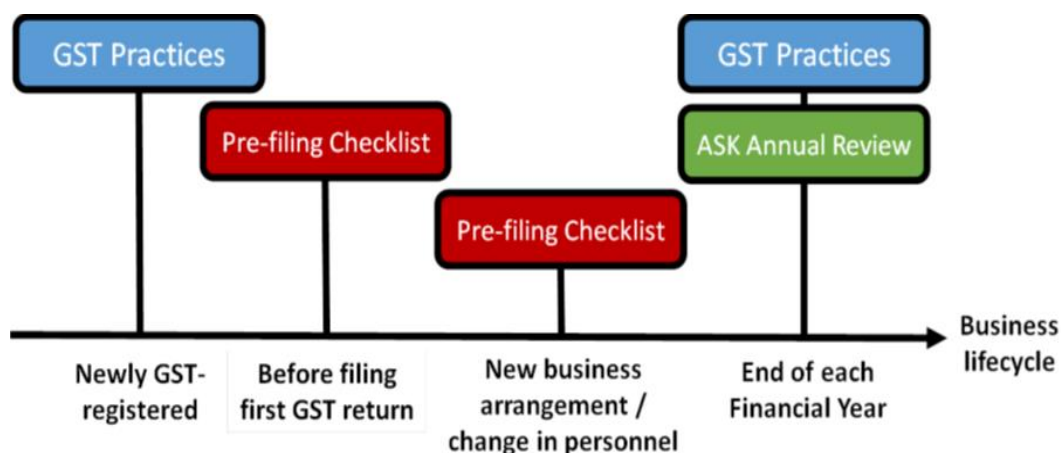 GST Practices
GST Practices
Pre-filing Checklist
ASK Annual Review
Pre-filing Checklist
Business
lifecycle
Newly GST-
registered
Before filing
first GST return
New business
arrangement /
change in personnel
End of each
Financial Year